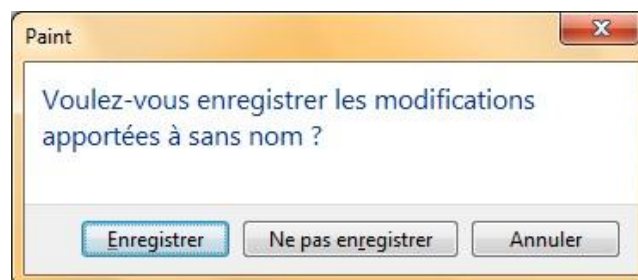 Paint
Voulez-vous enregistrer les modifications
apportées à sans nom ?
Enregistrer
Ne pas enregistrer
Annuler